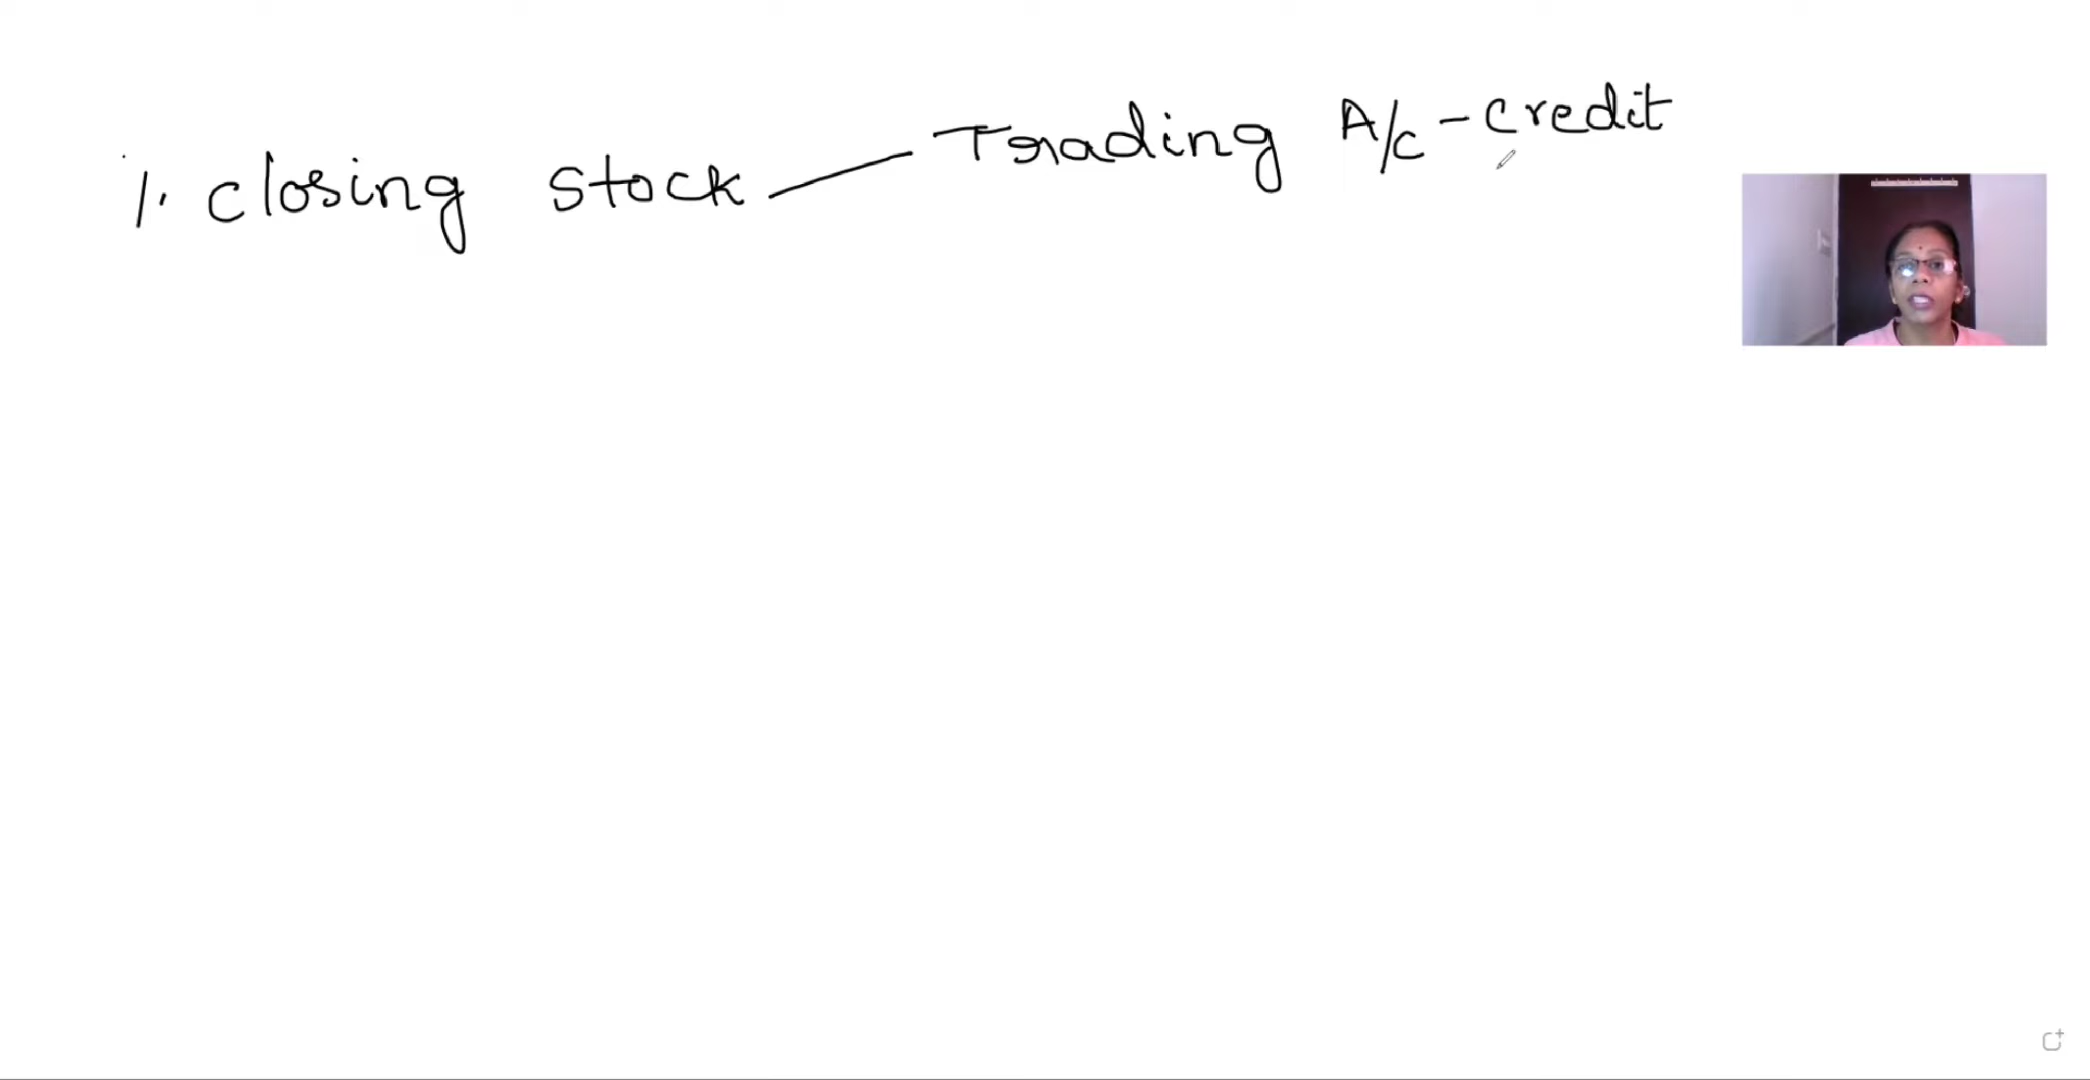 1. closing stock — Trading A/c - credit